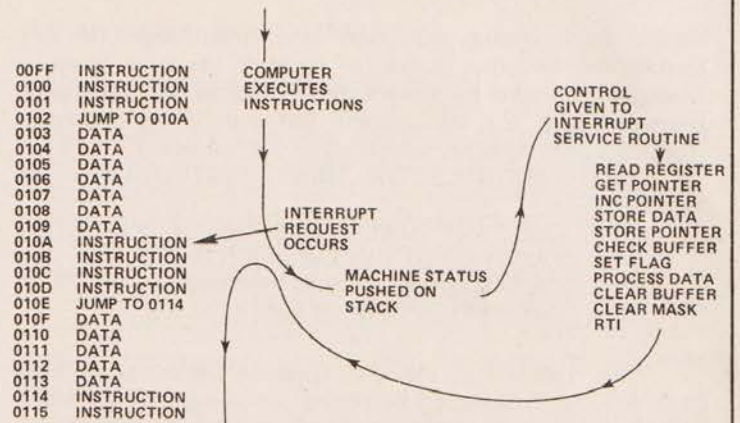 00FF INSTRUCTION
0100 INSTRUCTION
0101 INSTRUCTION
0102 JUMP TO 010A
0103 DATA
0104 DATA
0105 DATA
0106 DATA
0107 DATA
0108 DATA
0109 DATA
010A INSTRUCTION
010B INSTRUCTION
010C INSTRUCTION
010D INSTRUCTION
010E JUMP TO 0114
010F DATA
0110 DATA
0111 DATA
0112 DATA
0113 DATA
0114 INSTRUCTION
0115 INSTRUCTION
COMPUTER
EXECUTES
INSTRUCTIONS
INTERRUPT
REQUEST
OCCURS
MACHINE STATUS
PUSHED ON
STACK
CONTROL
GIVEN TO
INTERRUPT
SERVICE ROUTINE
READ REGISTER
GET POINTER
INC POINTER
STORE DATA
STORE POINTER
CHECK BUFFER
SET FLAG
PROCESS DATA
CLEAR BUFFER
CLEAR MASK
RTI